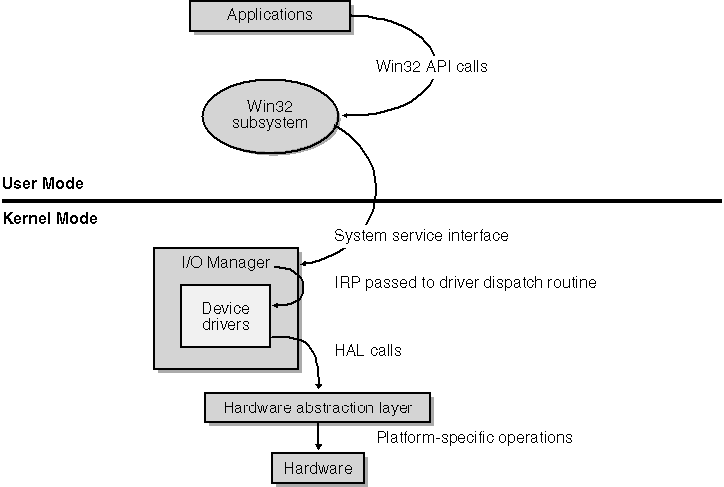 Applications
Win32 API calls
Win32
subsystem
User Mode
Kernel Mode
System service interface
I/O Manager
IRP passed to driver dispatch routine
Device
drivers
HAL calls
Hardware abstraction layer
Platform-specific operations
Hardware